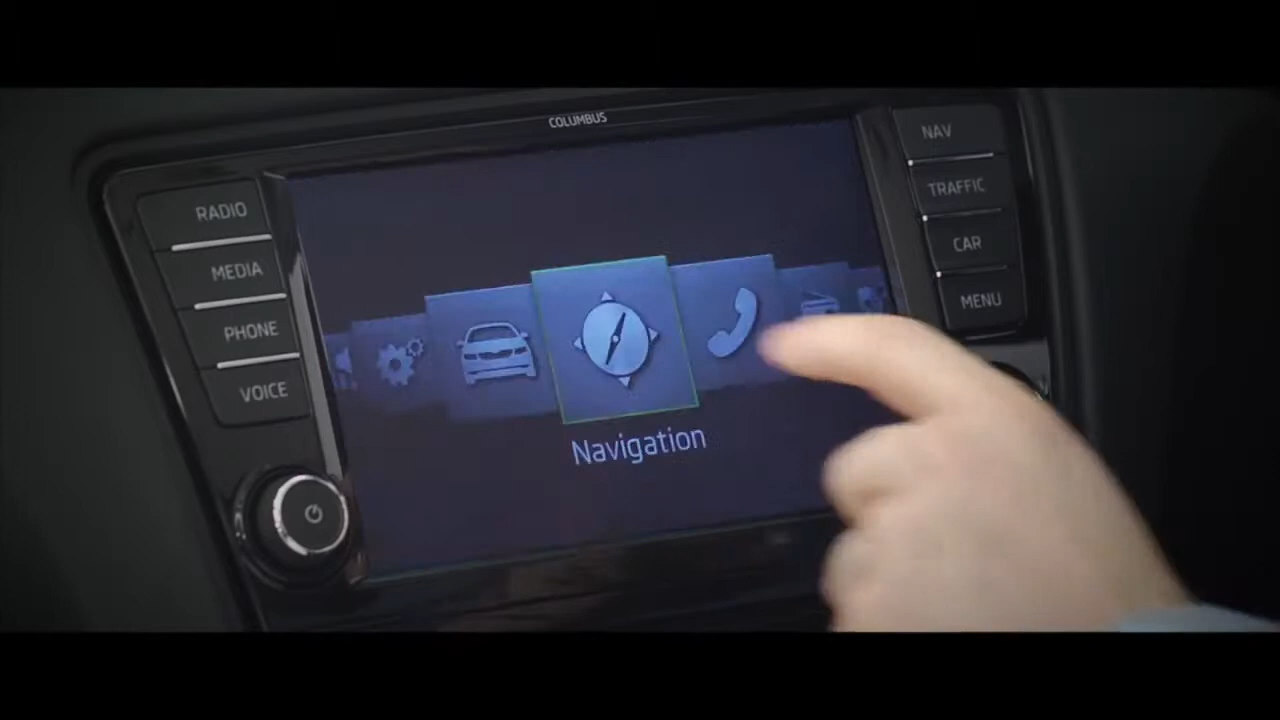 COLUMBUS
RADIO
MEDIA
PHONE
VOICE
Navigation
NAV
TRAFFIC
CAR
MENU